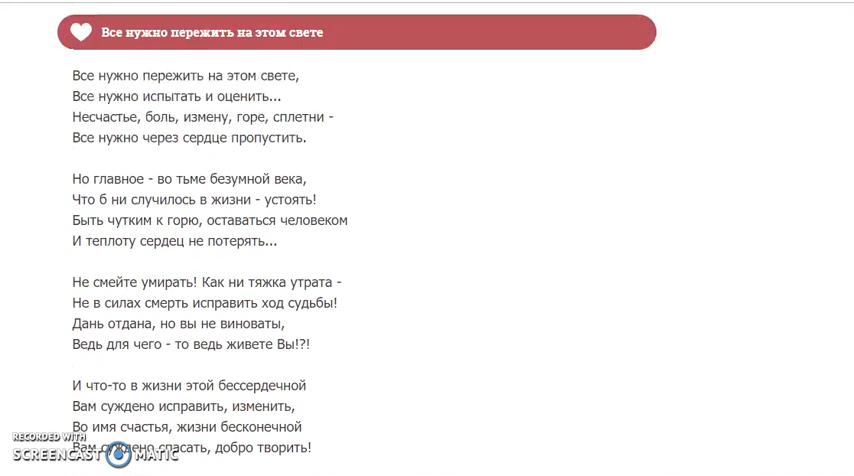 Все нужно пережить на этом свете
Все нужно пережить на этом свете,
Все нужно испытать и оценить...
Несчастье, боль, измену, горе, сплетни -
Все нужно через сердце пропустить.
Но главное - во тьме безумной века,
Что б ни случилось в жизни - устоять!
Быть чутким к горю, оставаться человеком
И теплоту сердец не потерять...
Не смейте умирать! Как ни тяжка утрата -
Не в силах смерть исправить ход судьбы!
Дань отдана, но вы не виноваты,
Ведь для чего - то ведь живете Вы!?!
И что-то в жизни этой бессердечной
Вам суждено исправить, изменить,
Во имя счастья, жизни бесконечной
Вам суждено спасать, добро творить!
RECORDED WITH
SCREENCAST MATIC